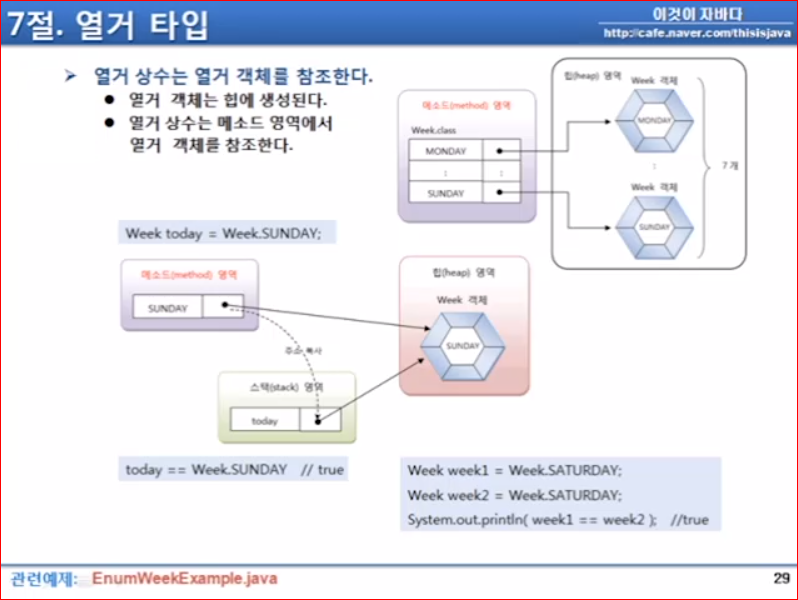 7절. 열거 타입
이것이 자바다
http://cafe.naver.com/thisisjava
➢ 열거 상수는 열거 객체를 참조한다.
● 열거 객체는 힙에 생성된다.
● 열거 상수는 메소드 영역에서
열거 객체를 참조한다.
메소드(method) 영역
Week.class
MONDAY
:
:
SUNDAY
힙(heap) 영역
Week 객체
MONDAY
:
Week 객체
SUNDAY
7 개
Week today = Week.SUNDAY;
메소드(method) 영역
SUNDAY
주소 복사
스택(stack) 영역
today
힙(heap) 영역
Week 객체
SUNDAY
today == Week.SUNDAY // true
Week week1 = Week.SATURDAY;
Week week2 = Week.SATURDAY;
System.out.println( week1 == week2 ); //true
관련예제: EnumWeekExample.java
29